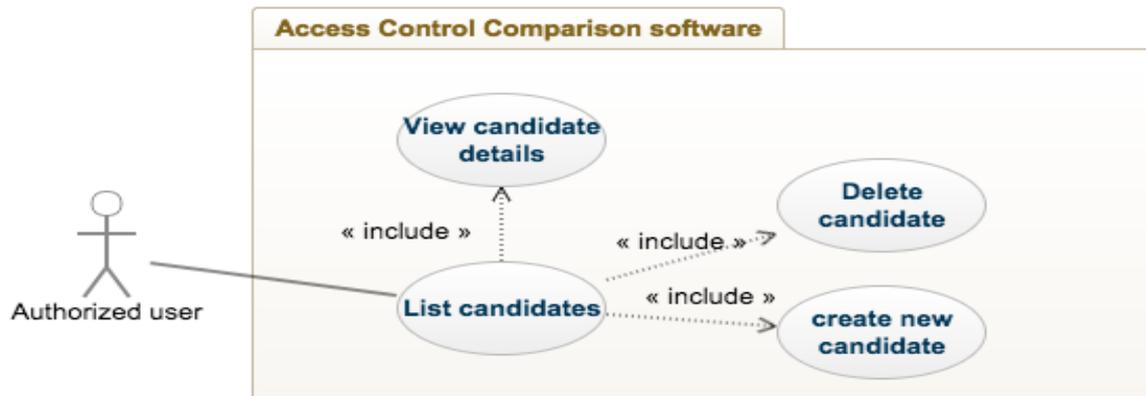 Access Control Comparison software
View candidate
details
Delete
candidate
« include »
« include »
« include »
List candidates
create new
candidate
Authorized user